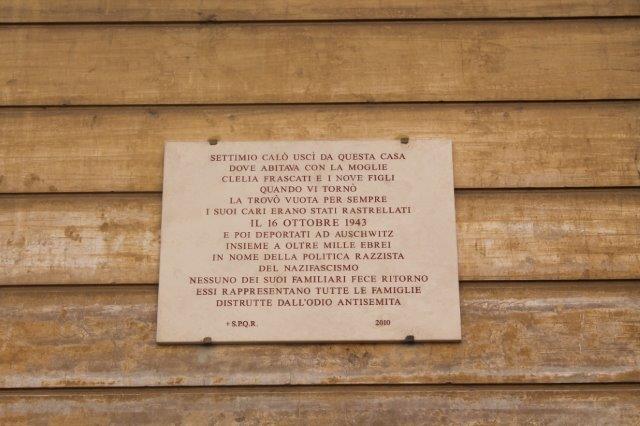 SETTIMIO CALÒ USCÌ DA QUESTA CASA
DOVE ABITAVA CON LA MOGLIE
CLELIA FRASCATI E I NOVE FIGLI
QUANDO VI TORNÒ
LA TROVÒ VUOTA PER SEMPRE
I SUOI CARI ERANO STATI RASTRELLATI
IL 16 OTTOBRE 1943
E POI DEPORTATI AD AUSCHWITZ
INSIEME A OLTRE MILLE EBREI
IN NOME DELLA POLITICA RAZZISTA
DEL NAZIFASCISMO
NESSUNO DEI SUOI FAMILIARI FECE RITORNO
ESSI RAPPRESENTANO TUTTE LE FAMIGLIE
DISTRUTTE DALL'ODIO ANTISEMITA
+ S.P.Q.R. 2010